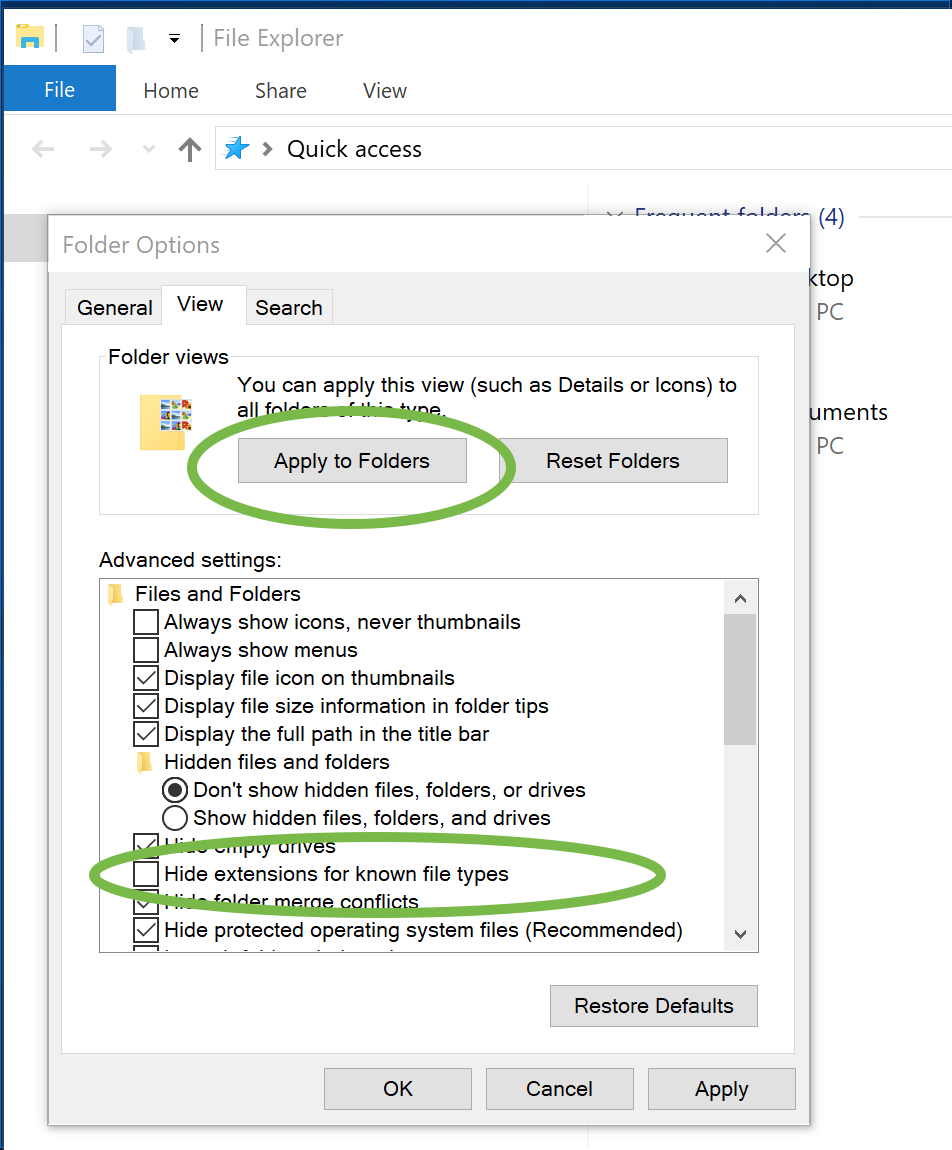 File Explorer
File
Home
Share
View
Quick access
Frequent folders (4)
Folder Options
ktop
PC
General
View
Search
Folder views
You can apply this view (such as Details or Icons) to
all folders of this type.
uments
PC
Apply to Folders
Reset Folders
Advanced settings:
Files and Folders
Always show icons, never thumbnails
Always show menus
Display file icon on thumbnails
Display file size information in folder tips
Display the full path in the title bar
Hidden files and folders
Don't show hidden files, folders, or drives
Show hidden files, folders, and drives
Hide empty drives
Hide extensions for known file types
Hide folder merge conflicts
Hide protected operating system files (Recommended)
Restore Defaults
OK
Cancel
Apply